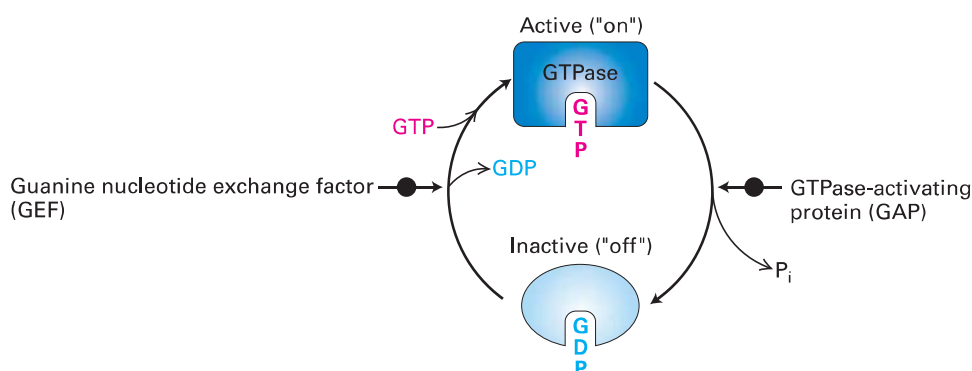 Active ("on")
GTPase
G
T
P
GTP
GDP
Guanine nucleotide exchange factor
(GEF)
GTPase-activating
protein (GAP)
Pi
Inactive ("off")
G
D
P